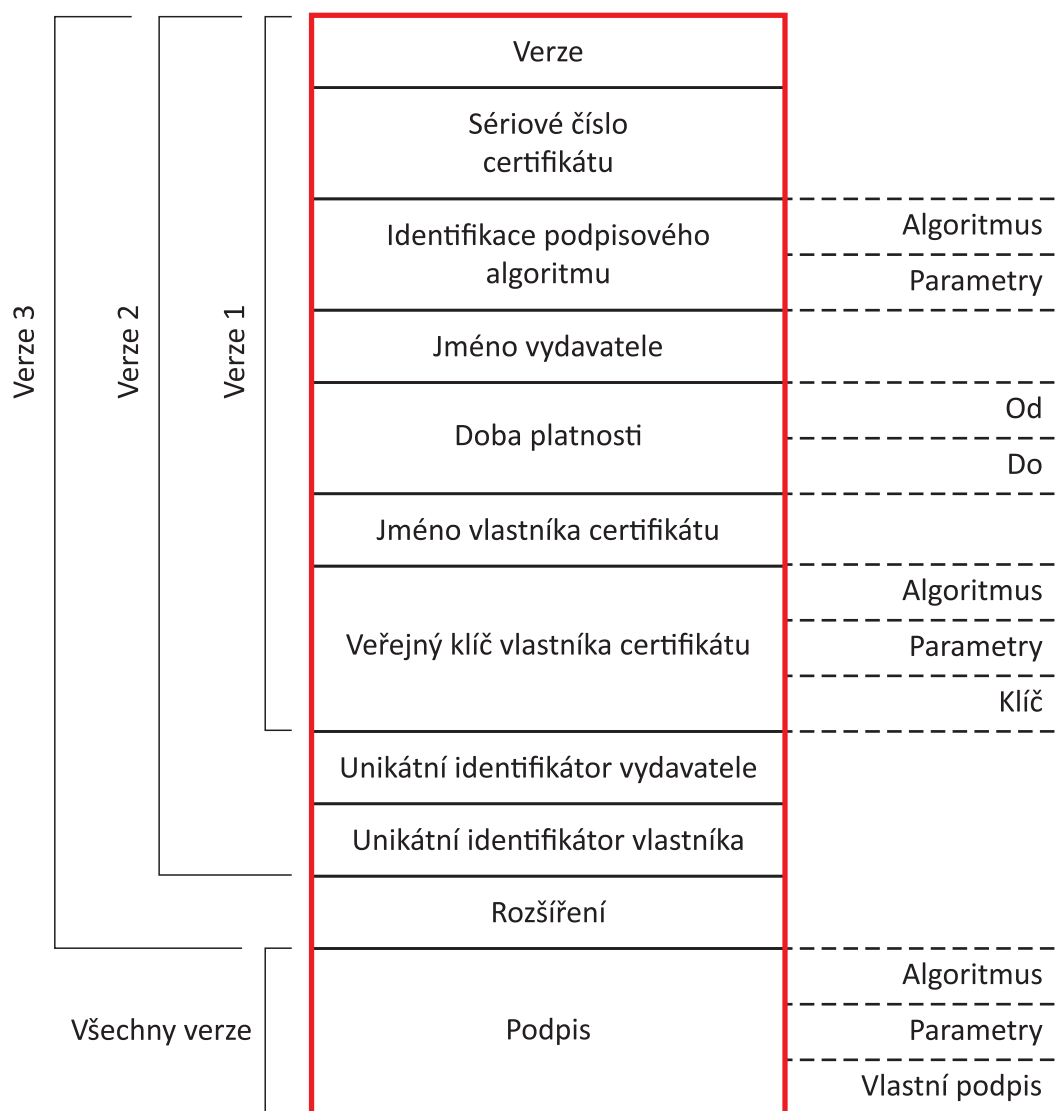 Verze
Sériové číslo
certifikátu
Identifikace podpisového
algoritmu
Algoritmus
Parametry
Jméno vydavatele
Doba platnosti
Od
Do
Jméno vlastníka certifikátu
Veřejný klíč vlastníka certifikátu
Algoritmus
Parametry
Klíč
Unikátní identifikátor vydavatele
Unikátní identifikátor vlastníka
Rozšíření
Podpis
Algoritmus
Parametry
Vlastní podpis
Verze 3
Verze 2
Verze 1
Všechny verze